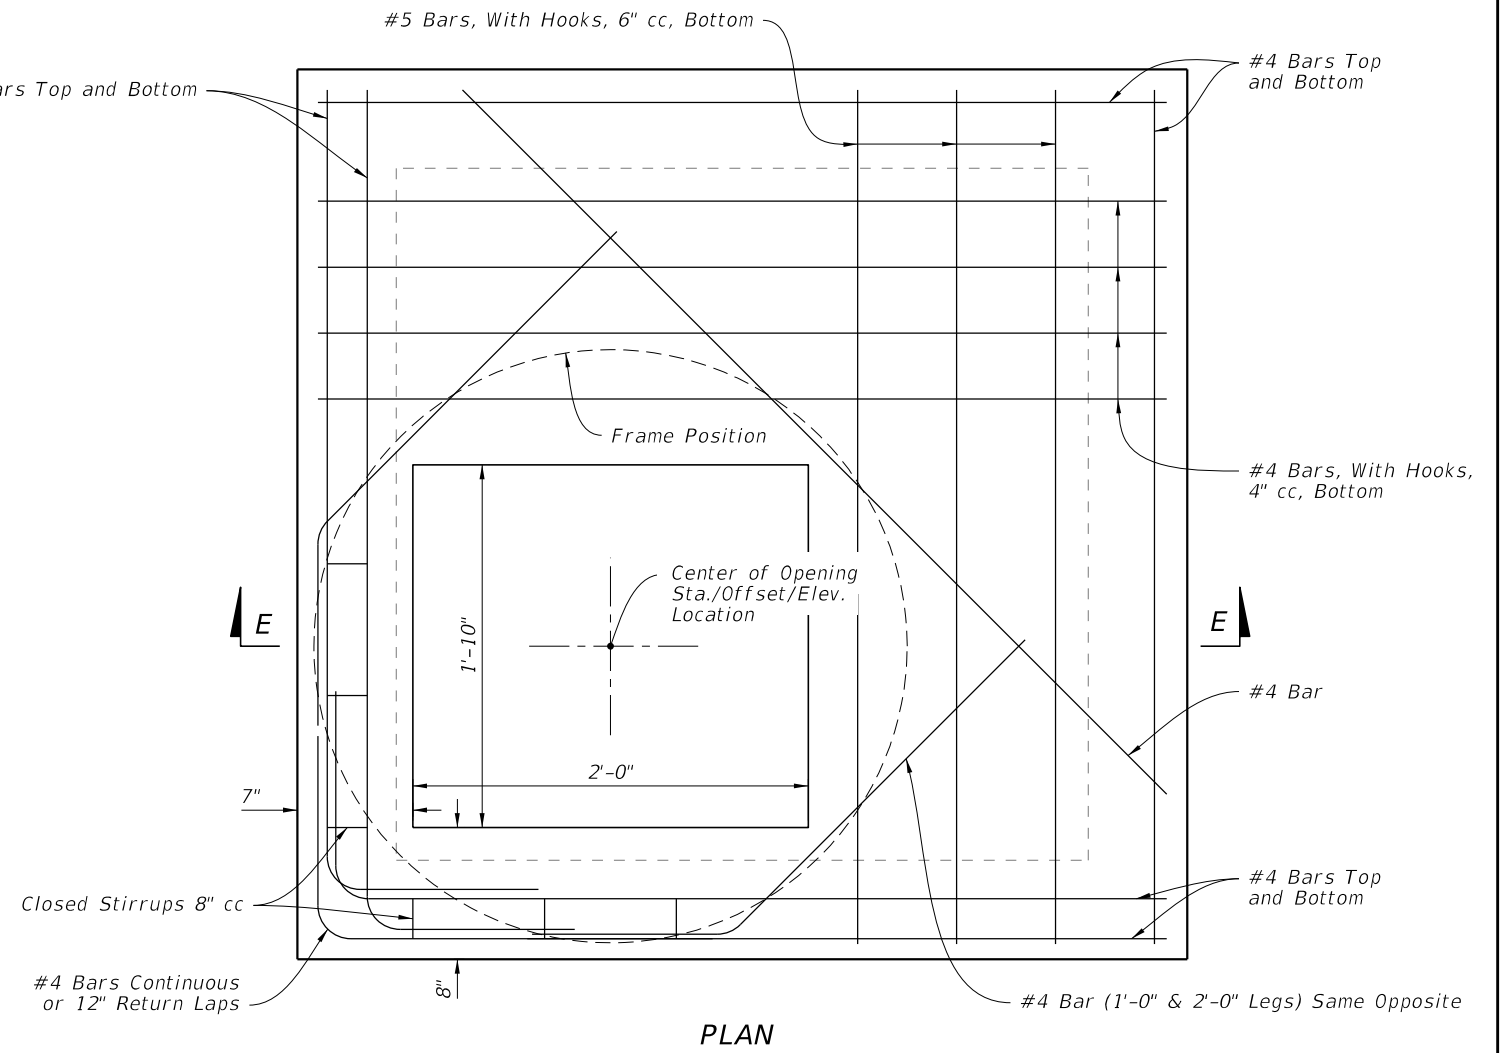 #5 Bars, With Hooks, 6" cc, Bottom
#4 Bars Top
and Bottom
Top and Bottom
Frame Position
#4 Bars, With Hooks,
4" cc, Bottom
Center of Opening
Sta./Offset/Elev.
Location
1'-10"
E
E
#4 Bar
2'-0"
7"
#4 Bars Top
and Bottom
Closed Stirrups 8" cc
#4 Bars Continuous
or 12" Return Laps
8"
#4 Bar (1'-0" & 2'-0" Legs) Same Opposite
PLAN